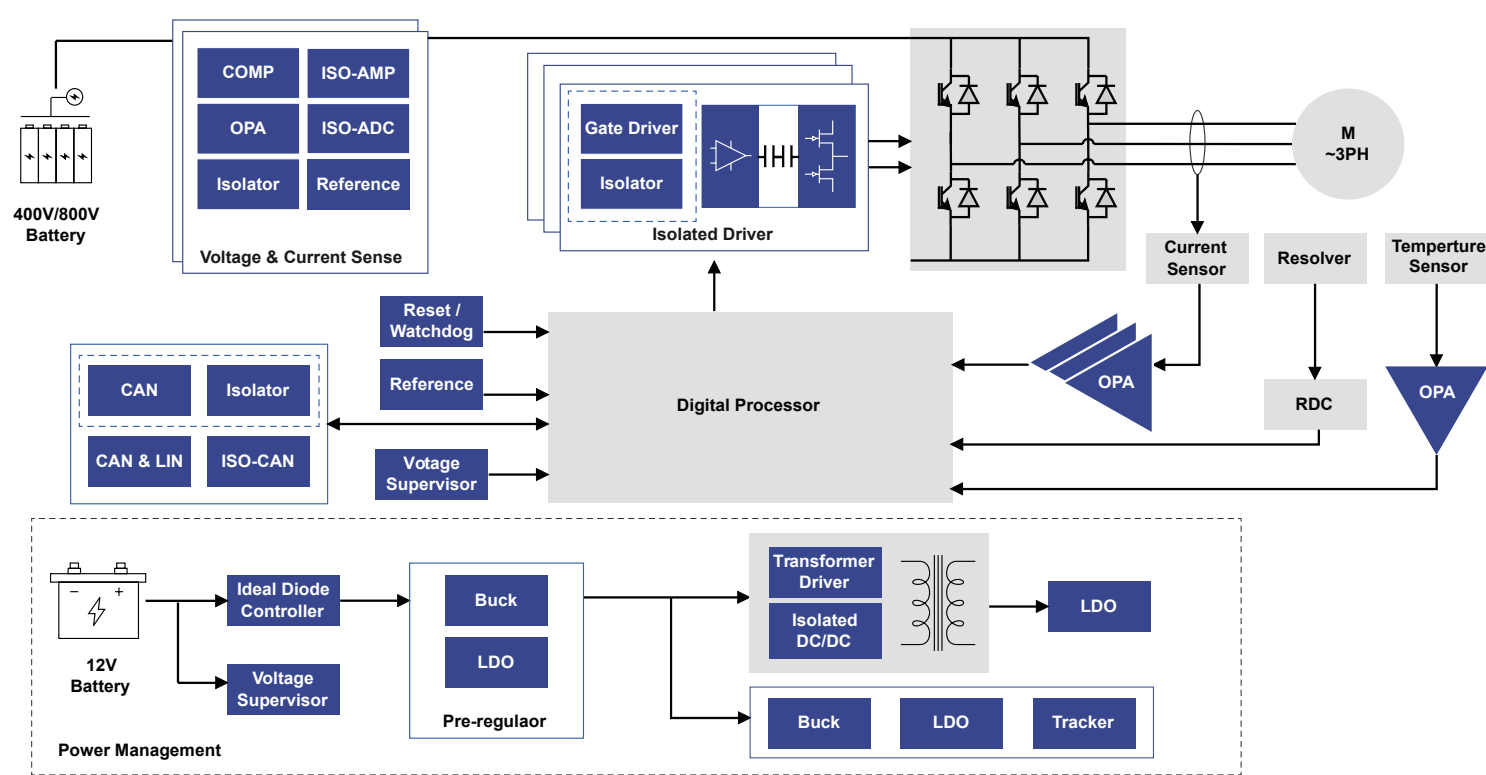 COMP
ISO-AMP
OPA
ISO-ADC
Isolator
Reference
Voltage & Current Sense
400V/800V
Battery
Gate Driver
Isolator
Isolated Driver
M
~3PH
Current
Sensor
Resolver
Temperture
Sensor
Reset /
Watchdog
Reference
CAN
Isolator
CAN & LIN
ISO-CAN
Votage
Supervisor
Digital Processor
OPA
RDC
OPA
12V
Battery
Ideal Diode
Controller
Voltage
Supervisor
Buck
LDO
Pre-regulaor
Transformer
Driver
Isolated
DC/DC
LDO
Buck
LDO
Tracker
Power Management